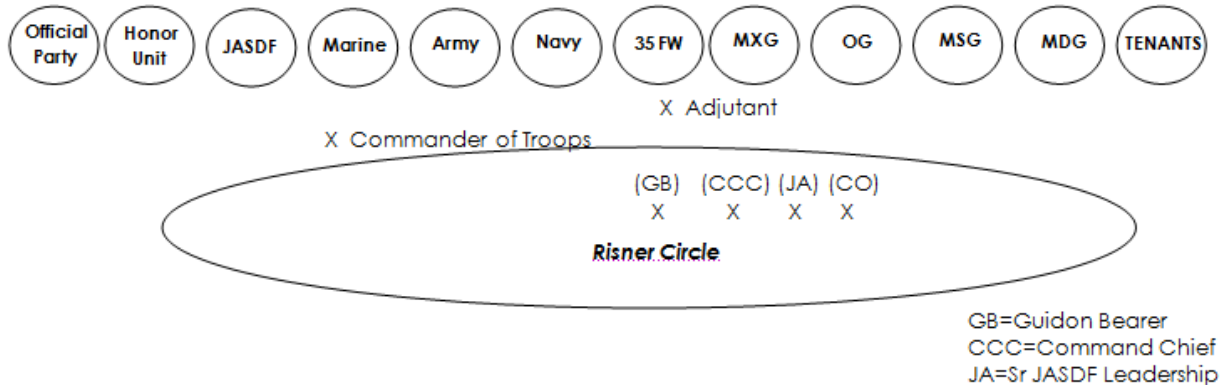 Official
Party
Honor
Unit
JASDF
Marine
Army
Navy
35 FW
MXG
OG
MSG
MDG
TENANTS
X Adjutant
X Commander of Troops
(GB) (CCC) (JA) (CO)
X X X X
Risner Circle
GB=Guidon Bearer
CCC=Command Chief
JA=Sr JASDF Leadership